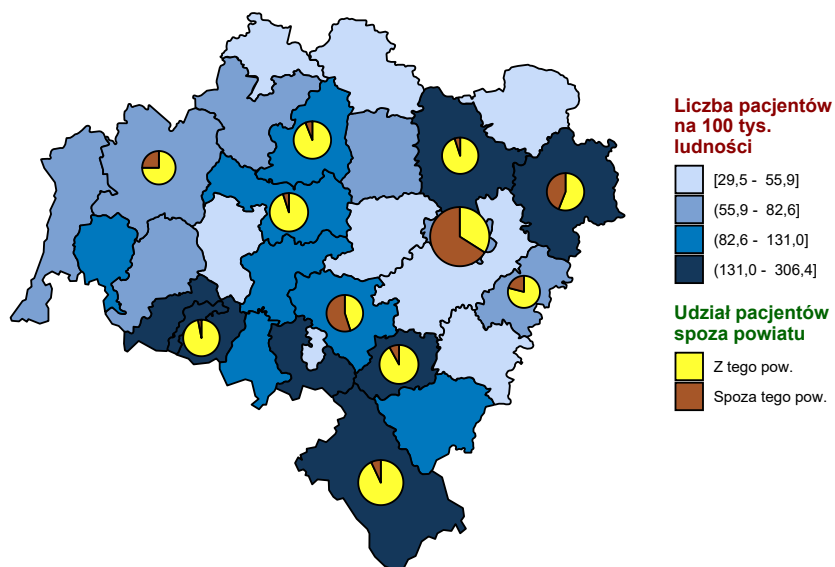 Liczba pacjentów
na 100 tys.
ludności
[29,5 - 55,9]
(55,9 - 82,6]
(82,6 - 131,0]
(131,0 - 306,4]
Udział pacjentów
spoza powiatu
Z tego pow.
Spoza tego pow.